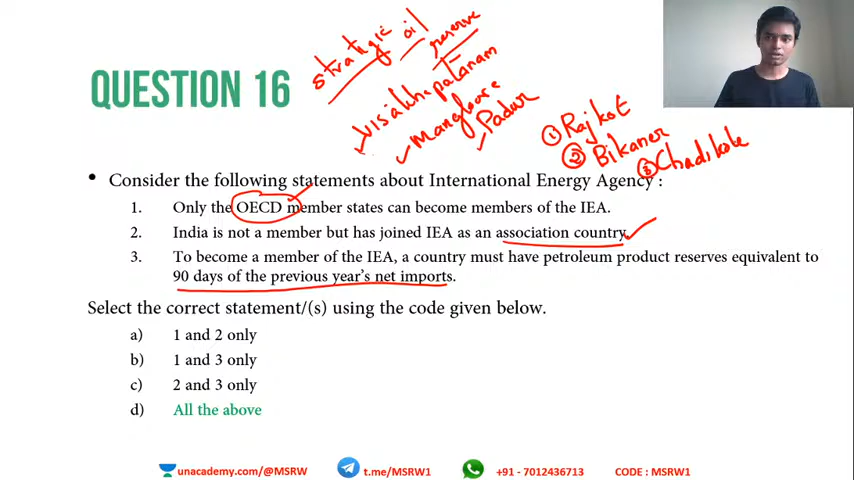 strategic oil reserve
QUESTION 16
Visakhapatanam
Mangalore
Padur
① Rajkot
② Bikaner
③ Chadikole
• Consider the following statements about International Energy Agency :
1. Only the OECD member states can become members of the IEA.
2. India is not a member but has joined IEA as an association country.
3. To become a member of the IEA, a country must have petroleum product reserves equivalent to
90 days of the previous year's net imports.
Select the correct statement/(s) using the code given below.
a) 1 and 2 only
b) 1 and 3 only
c) 2 and 3 only
d) All the above
unacademy.com/@MSRW t.me/MSRW1 +91 - 7012436713 CODE : MSRW1